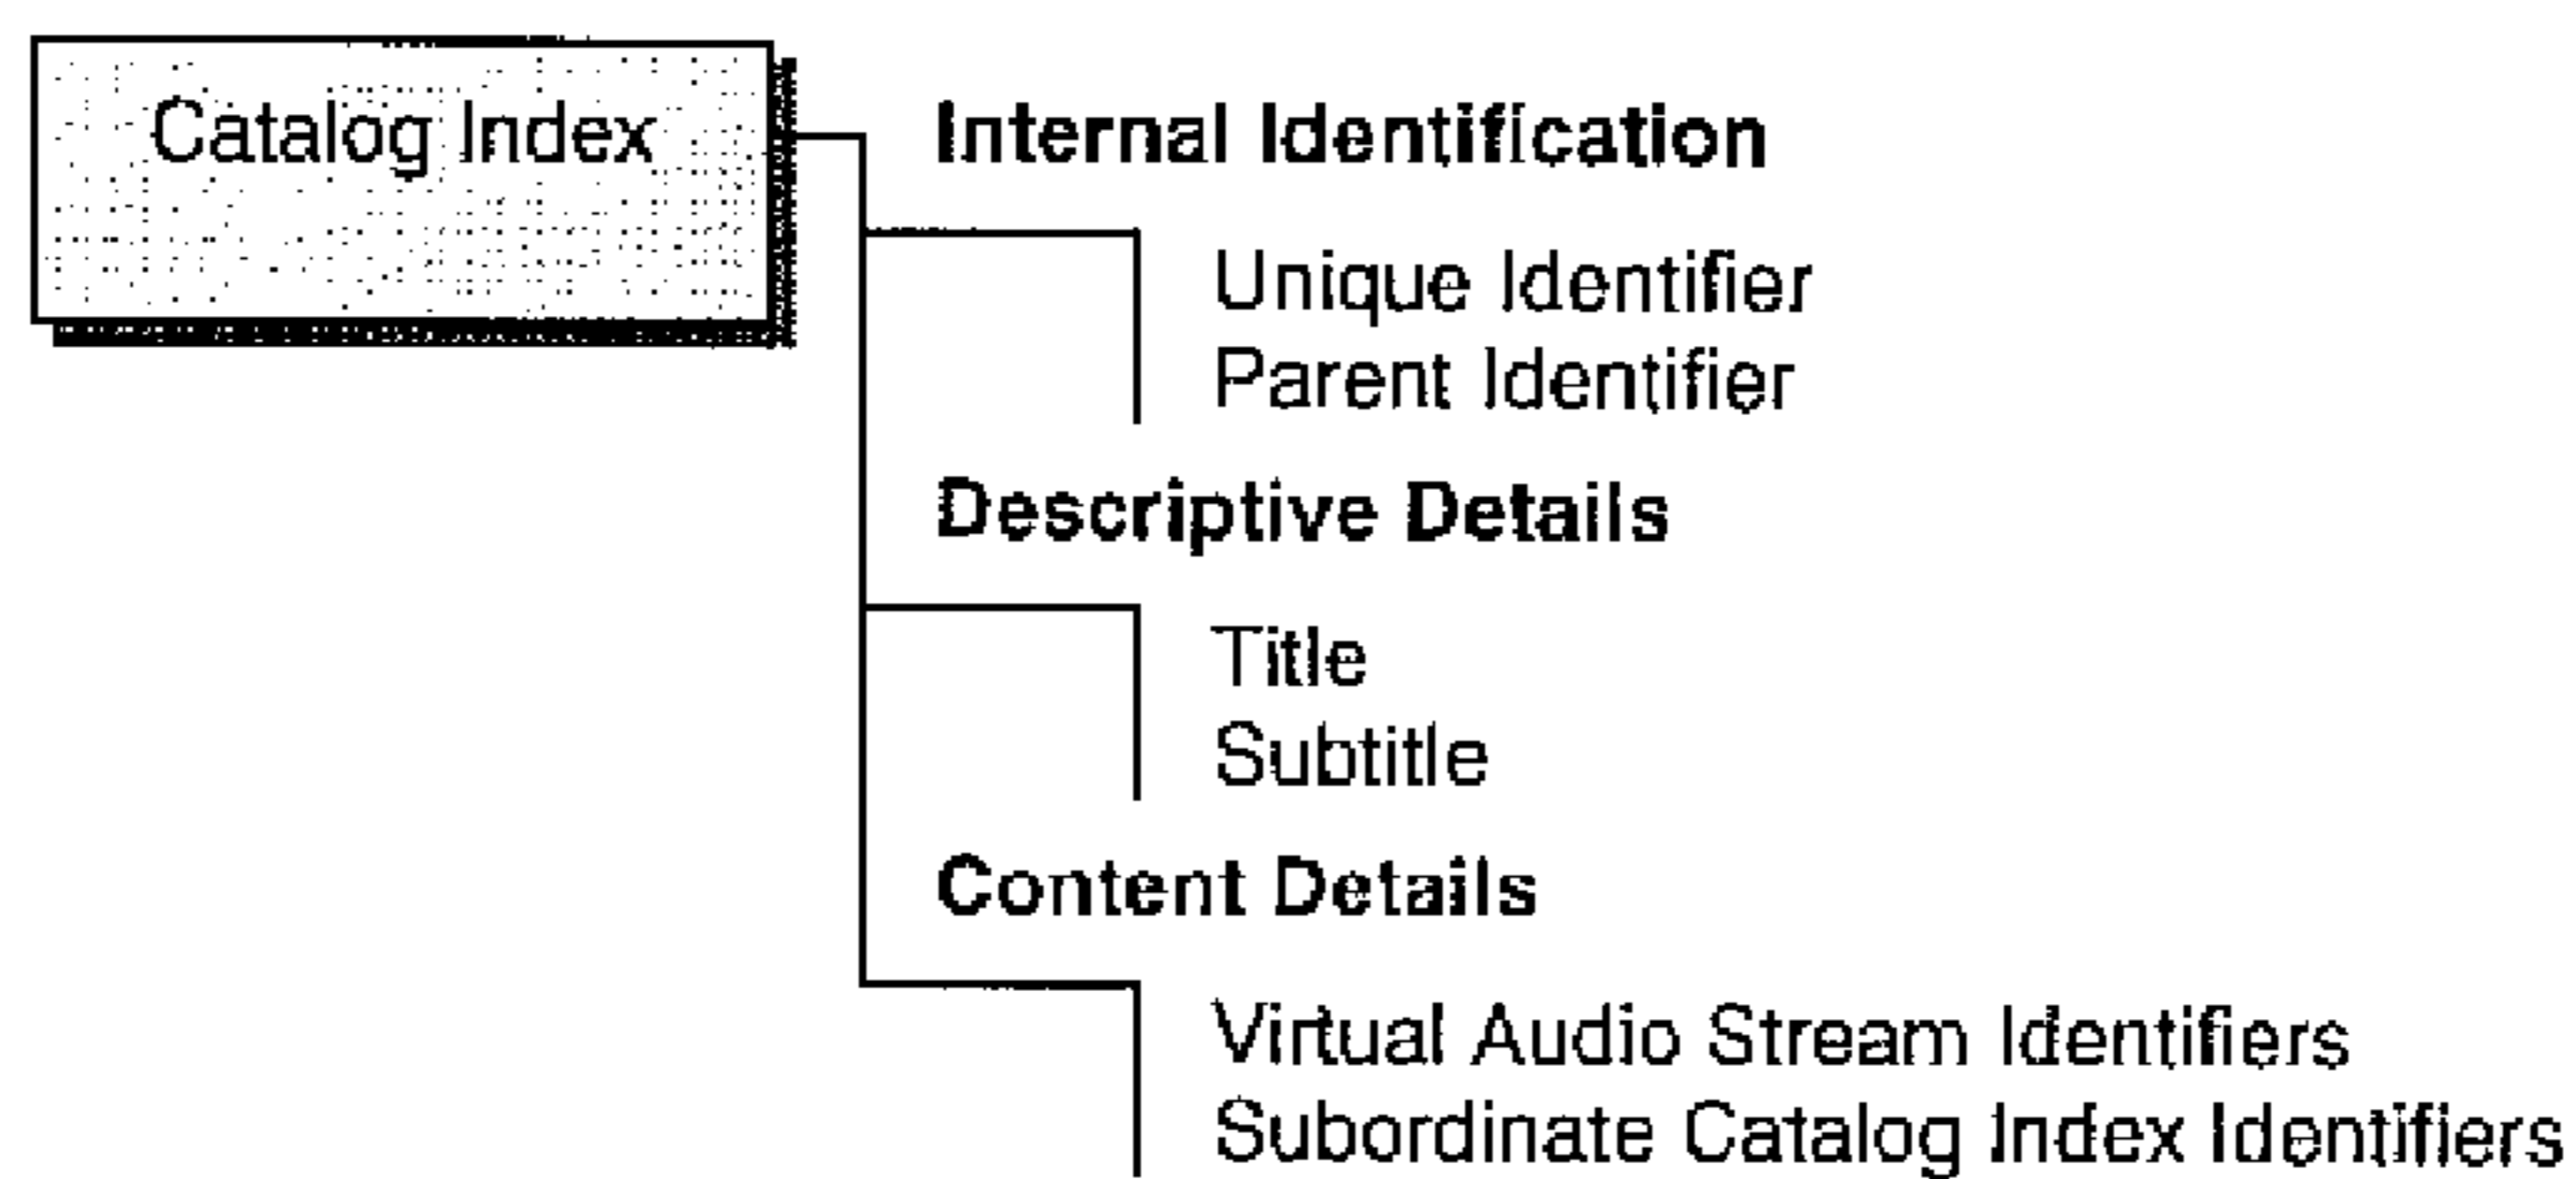 Catalog Index
Internal Identification
Unique Identifier
Parent Identifier
Descriptive Details
Title
Subtitle
Content Details
Virtual Audio Stream Identifiers
Subordinate Catalog Index Identifiers